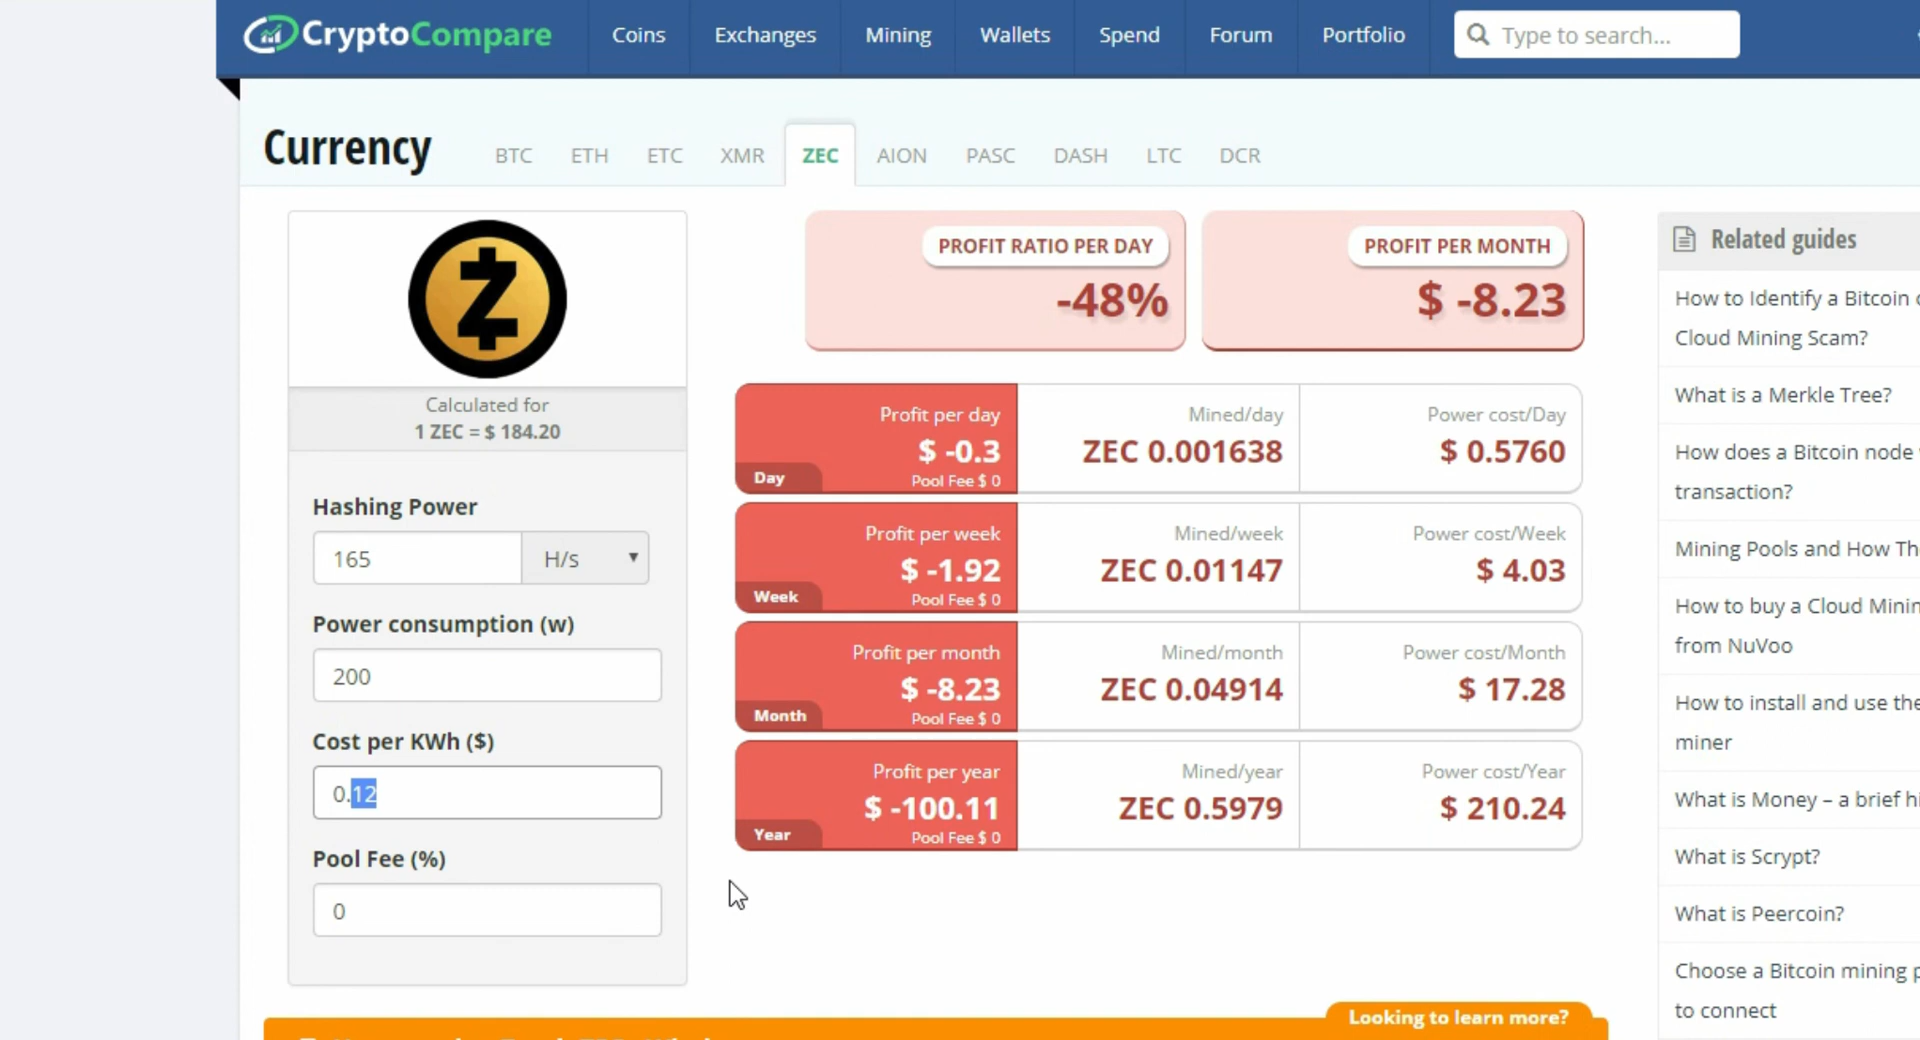 CryptoCompare
Coins
Exchanges
Mining
Wallets
Spend
Forum
Portfolio
Type to search...
Currency
BTC
ETH
ETC
XMR
ZEC
AION
PASC
DASH
LTC
DCR
Calculated for
1 ZEC = $ 184.20
Hashing Power
165
H/s
Power consumption (w)
200
Cost per KWh ($)
0.12
Pool Fee (%)
0
PROFIT RATIO PER DAY
-48%
PROFIT PER MONTH
$ -8.23
Profit per day
$ -0.3
Pool Fee $ 0
Day
Mined/day
ZEC 0.001638
Power cost/Day
$ 0.5760
Profit per week
$ -1.92
Pool Fee $ 0
Week
Mined/week
ZEC 0.01147
Power cost/Week
$ 4.03
Profit per month
$ -8.23
Pool Fee $ 0
Month
Mined/month
ZEC 0.04914
Power cost/Month
$ 17.28
Profit per year
$ -100.11
Pool Fee $ 0
Year
Mined/year
ZEC 0.5979
Power cost/Year
$ 210.24
Related guides
How to Identify a Bitcoin
Cloud Mining Scam?
What is a Merkle Tree?
How does a Bitcoin node
transaction?
Mining Pools and How
How to buy a Cloud
from NuVoo
How to install and use
miner
What is Money – a brief
What is Scrypt?
What is Peercoin?
Choose a Bitcoin mining
to connect
Looking to learn more?